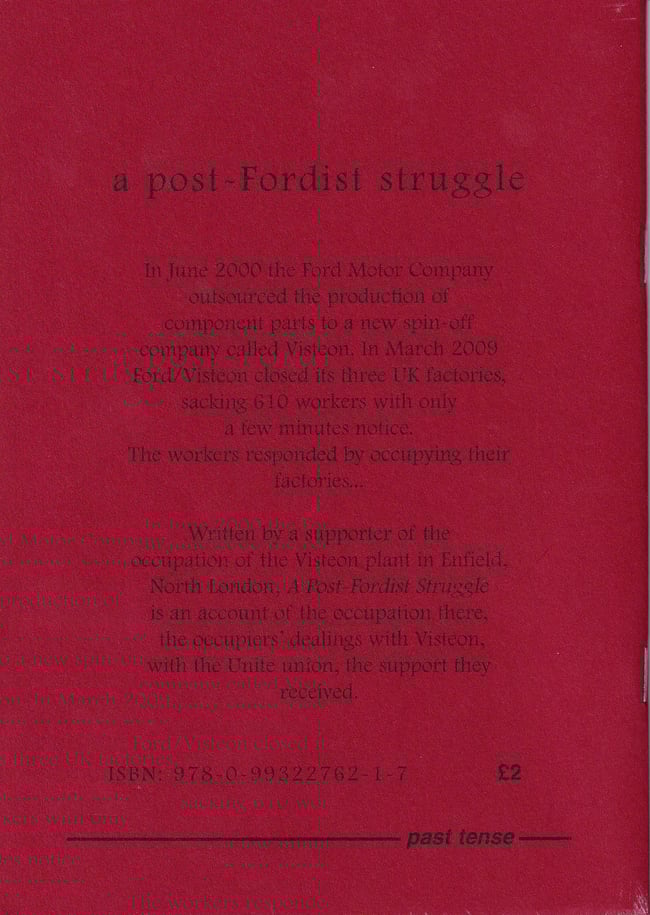 a post-Fordist struggle
In June 2000 the Ford Motor Company
outsourced the production of
component parts to a new spin-off
company called Visteon. In March 2009
Ford/Visteon closed its three UK factories,
sacking 610 workers with only
a few minutes notice.
The workers responded by occupying their
factories...
Written by a supporter of the
occupation of the Visteon plant in Enfield,
North London, A Post-Fordist Struggle
is an account of the occupation there,
the occupiers' dealings with Visteon,
with the Unite union, the support they
received.
ISBN: 978-0-99322762-1-7
£2
past tense